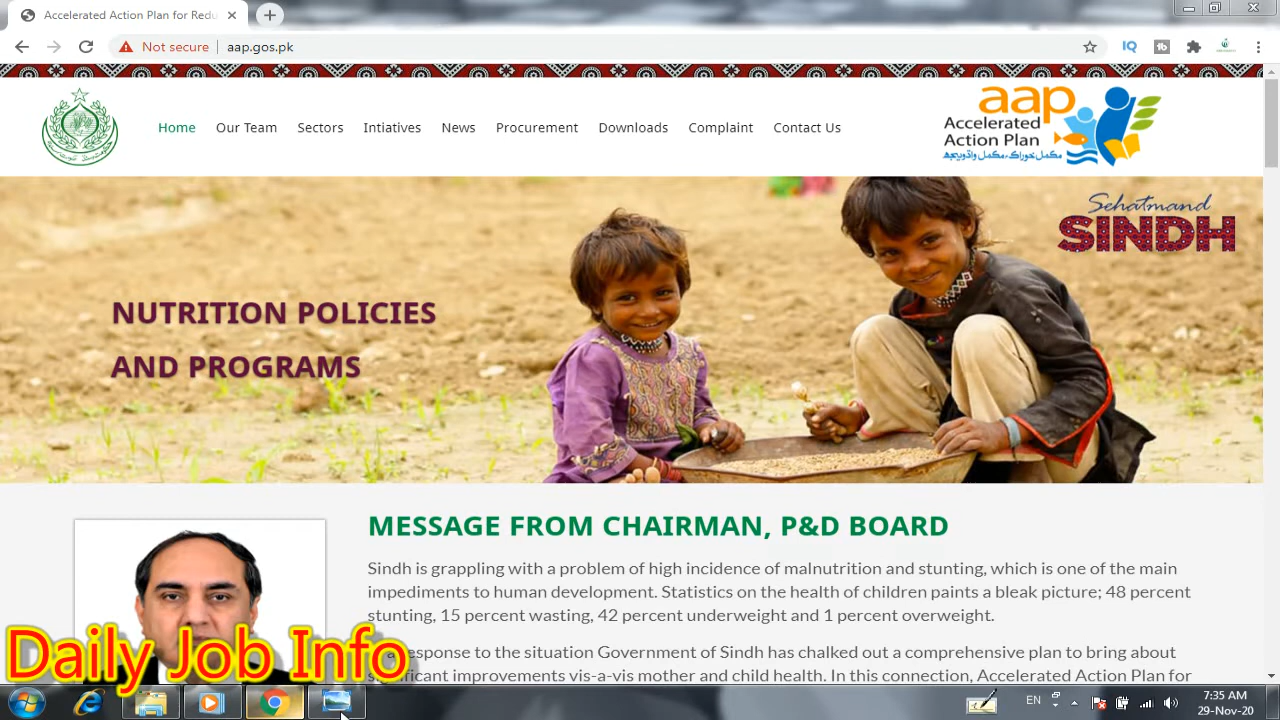 Accelerated Action Plan for Redu
Not secure
aap.gos.pk
Home
Our Team
Sectors
Intiatives
News
Procurement
Downloads
Complaint
Contact Us
aap
Accelerated
Action Plan
Sehatmand
SINDH
NUTRITION POLICIES
AND PROGRAMS
MESSAGE FROM CHAIRMAN, P&D BOARD
Sindh is grappling with a problem of high incidence of malnutrition and stunting, which is one of the main
impediments to human development. Statistics on the health of children paints a bleak picture; 48 percent
stunting, 15 percent wasting, 42 percent underweight and 1 percent overweight.
response to the situation Government of Sindh has chalked out a comprehensive plan to bring about
improvements vis-a-vis mother and child health. In this connection, Accelerated Action Plan for
Daily Job Info
EN
7:35 AM
29-Nov-20